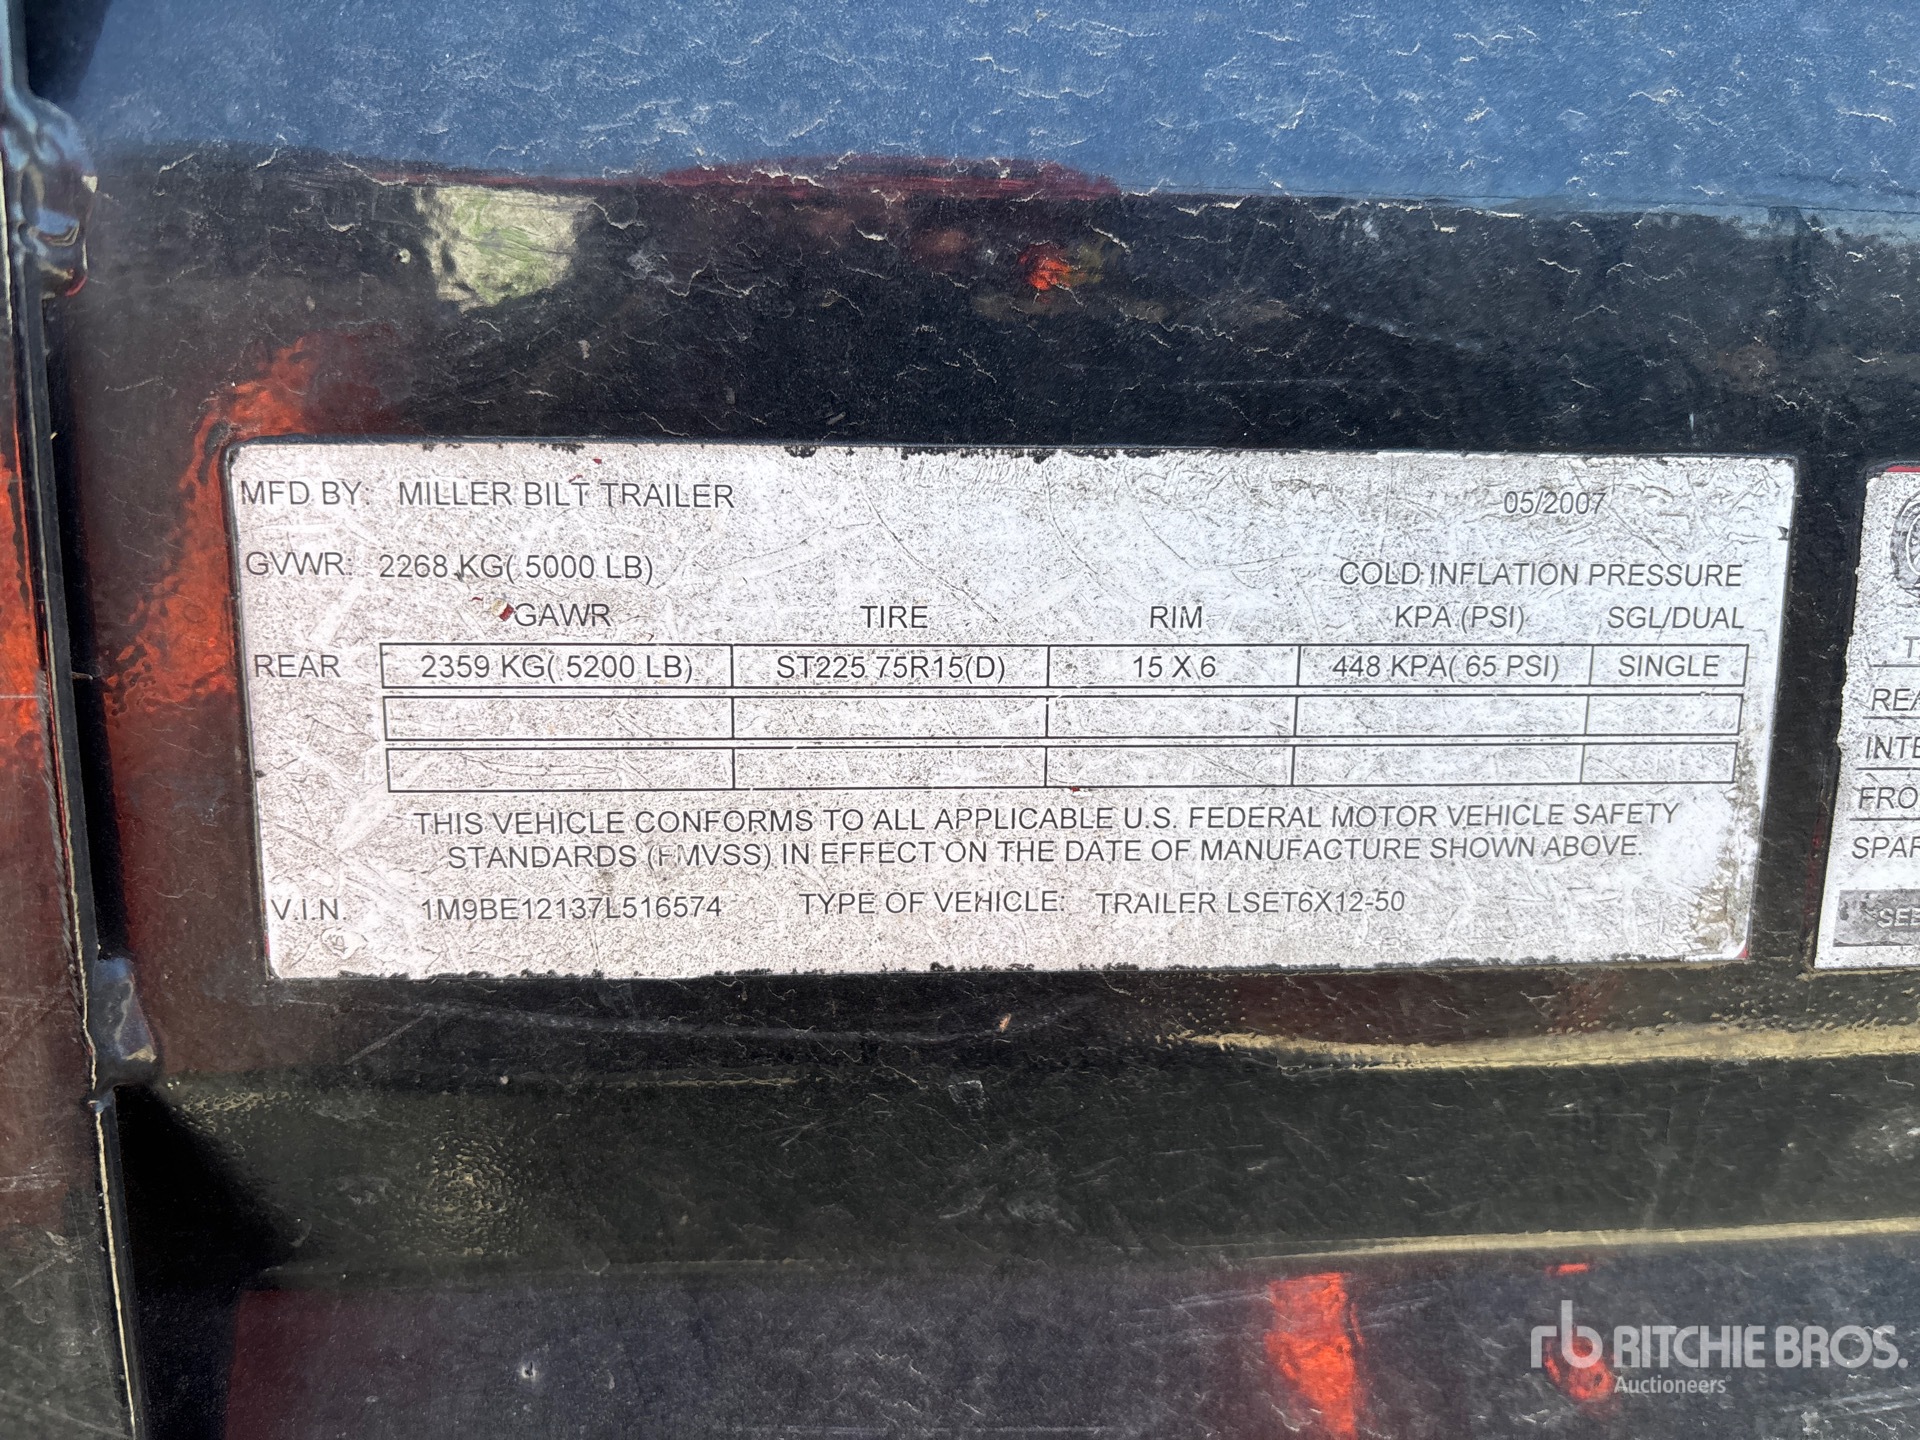 MFD BY: MILLER BILT TRAILER 05/2007
GVWR: 2268 KG( 5000 LB) COLD INFLATION PRESSURE
GAWR TIRE RIM KPA (PSI) SGL/DUAL
REAR 2359 KG( 5200 LB) ST225 75R15(D) 15 X 6 448 KPA( 65 PSI) SINGLE
THIS VEHICLE CONFORMS TO ALL APPLICABLE U.S. FEDERAL MOTOR VEHICLE SAFETY
STANDARDS (FMVSS) IN EFFECT ON THE DATE OF MANUFACTURE SHOWN ABOVE.
V.I.N. 1M9BE12137L516574 TYPE OF VEHICLE: TRAILER LSET6X12-50
SPAR
SEE
rb RITCHIE BROS.
Auctioneers